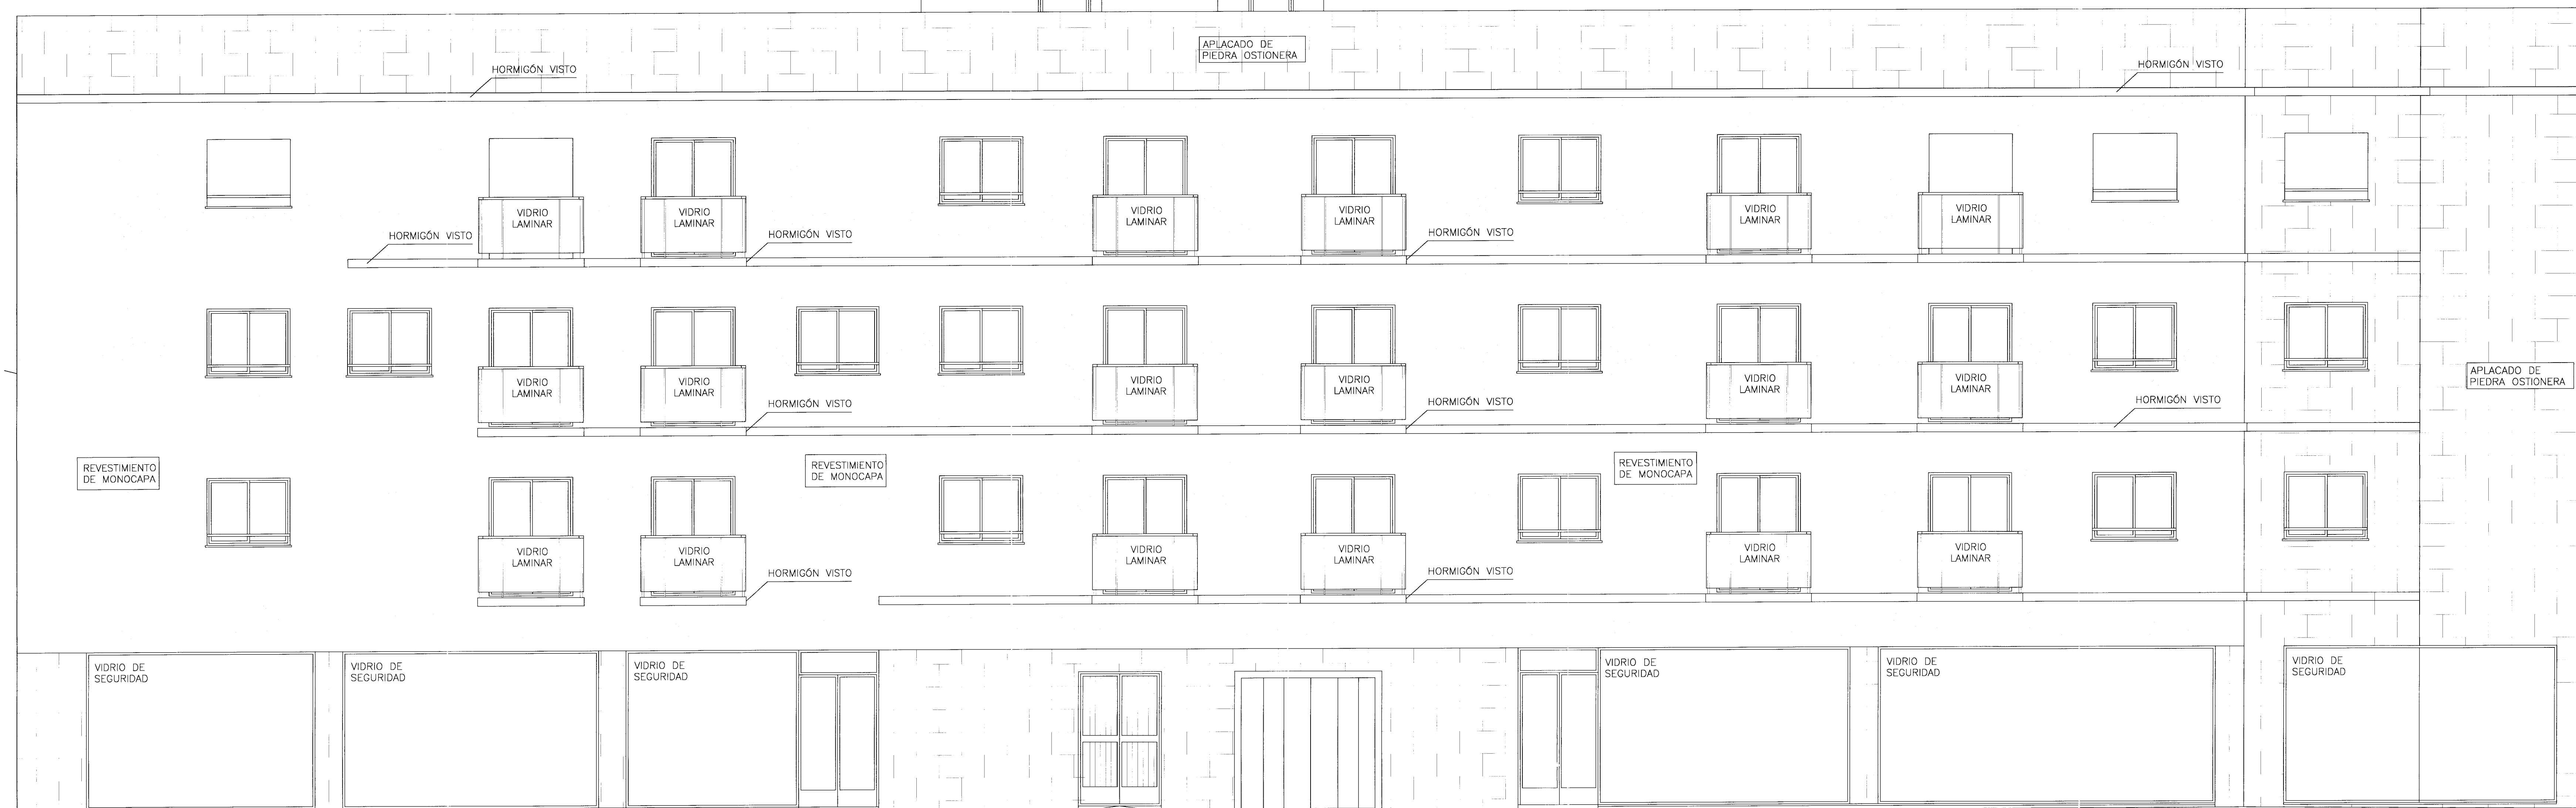 APLACADO DE
PIEDRA OSTIONERA
HORMIGÓN VISTO
HORMIGÓN VISTO
VIDRIO
LAMINAR
VIDRIO
LAMINAR
VIDRIO
LAMINAR
VIDRIO
LAMINAR
VIDRIO
LAMINAR
VIDRIO
LAMINAR
HORMIGÓN VISTO
HORMIGÓN VISTO
HORMIGÓN VISTO
VIDRIO
LAMINAR
VIDRIO
LAMINAR
VIDRIO
LAMINAR
VIDRIO
LAMINAR
VIDRIO
LAMINAR
VIDRIO
LAMINAR
APLACADO DE
PIEDRA OSTIONERA
HORMIGÓN VISTO
HORMIGÓN VISTO
HORMIGÓN VISTO
REVESTIMIENTO
DE MONOCAPA
REVESTIMIENTO
DE MONOCAPA
REVESTIMIENTO
DE MONOCAPA
VIDRIO
LAMINAR
VIDRIO
LAMINAR
VIDRIO
LAMINAR
VIDRIO
LAMINAR
VIDRIO
LAMINAR
VIDRIO
LAMINAR
HORMIGÓN VISTO
HORMIGÓN VISTO
VIDRIO DE
SEGURIDAD
VIDRIO DE
SEGURIDAD
VIDRIO DE
SEGURIDAD
VIDRIO DE
SEGURIDAD
VIDRIO DE
SEGURIDAD
VIDRIO DE
SEGURIDAD